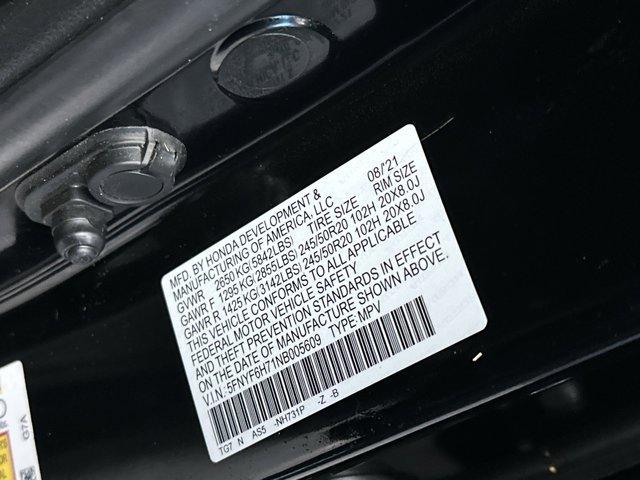 MFD. BY HONDA DEVELOPMENT &
MANUFACTURING OF AMERICA, LLC 08/'21
GVWR 2650 KG(5842LBS) TIRE SIZE RIM SIZE
GAWR F 1295 KG(2855LBS) 245/50R20 102H 20X8.0J
GAWR R 1425 KG(3142LBS) 245/50R20 102H 20X8.0J
THIS VEHICLE CONFORMS TO ALL APPLICABLE
FEDERAL MOTOR VEHICLE SAFETY
AND THEFT PREVENTION STANDARDS IN EFFECT
ON THE DATE OF MANUFACTURE SHOWN ABOVE.
V.I.N: 5FNYF6H71NB005609 TYPE: MPV
TG7 N AS5 -NH731P -Z -B
G7A